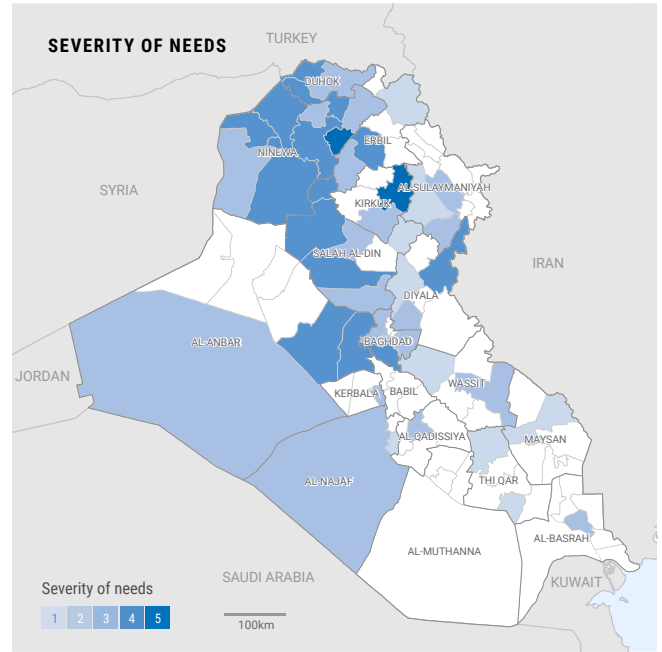 SEVERITY OF NEEDS
TURKEY
DUHOK
ERBIL
NINEWA
AL-SULAYMANIYAH
SYRIA
KIRKUK
SALAH AL-DIN
IRAN
DIYALA
AL-ANBAR
BAGHDAD
JORDAN
WASSIT
KERBALA
BABIL
AL-QADISSIYA
MAYSAN
AL-NAJAF
THI QAR
AL-BASRAH
AL-MUTHANNA
SAUDI ARABIA
KUWAIT
Severity of needs
1 2 3 4 5
100km